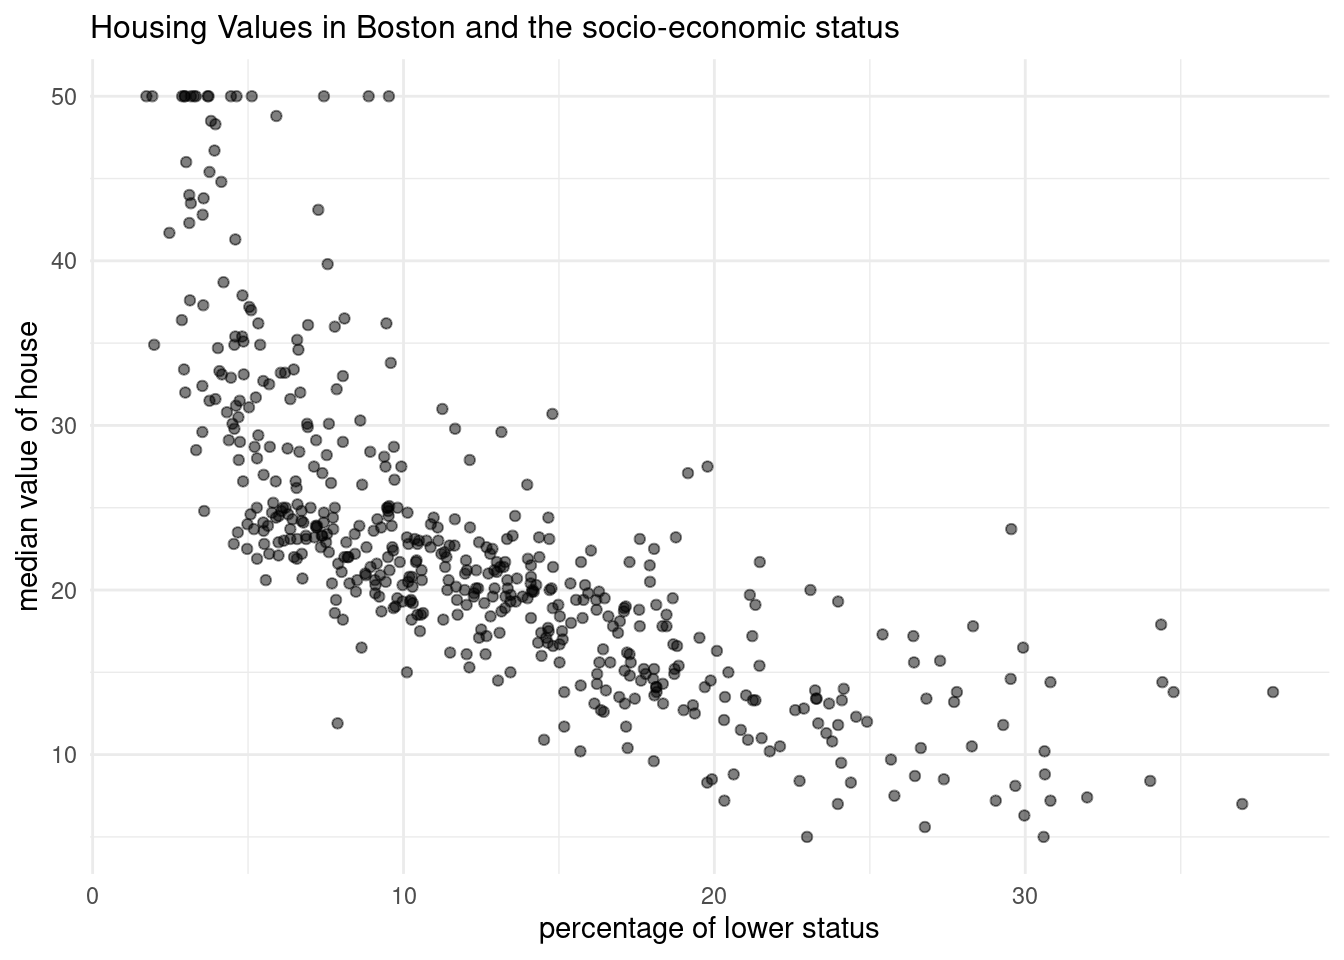 Housing Values in Boston and the socio-economic status
50
40
30
20
10
median value of house
0 10 20 30
percentage of lower status